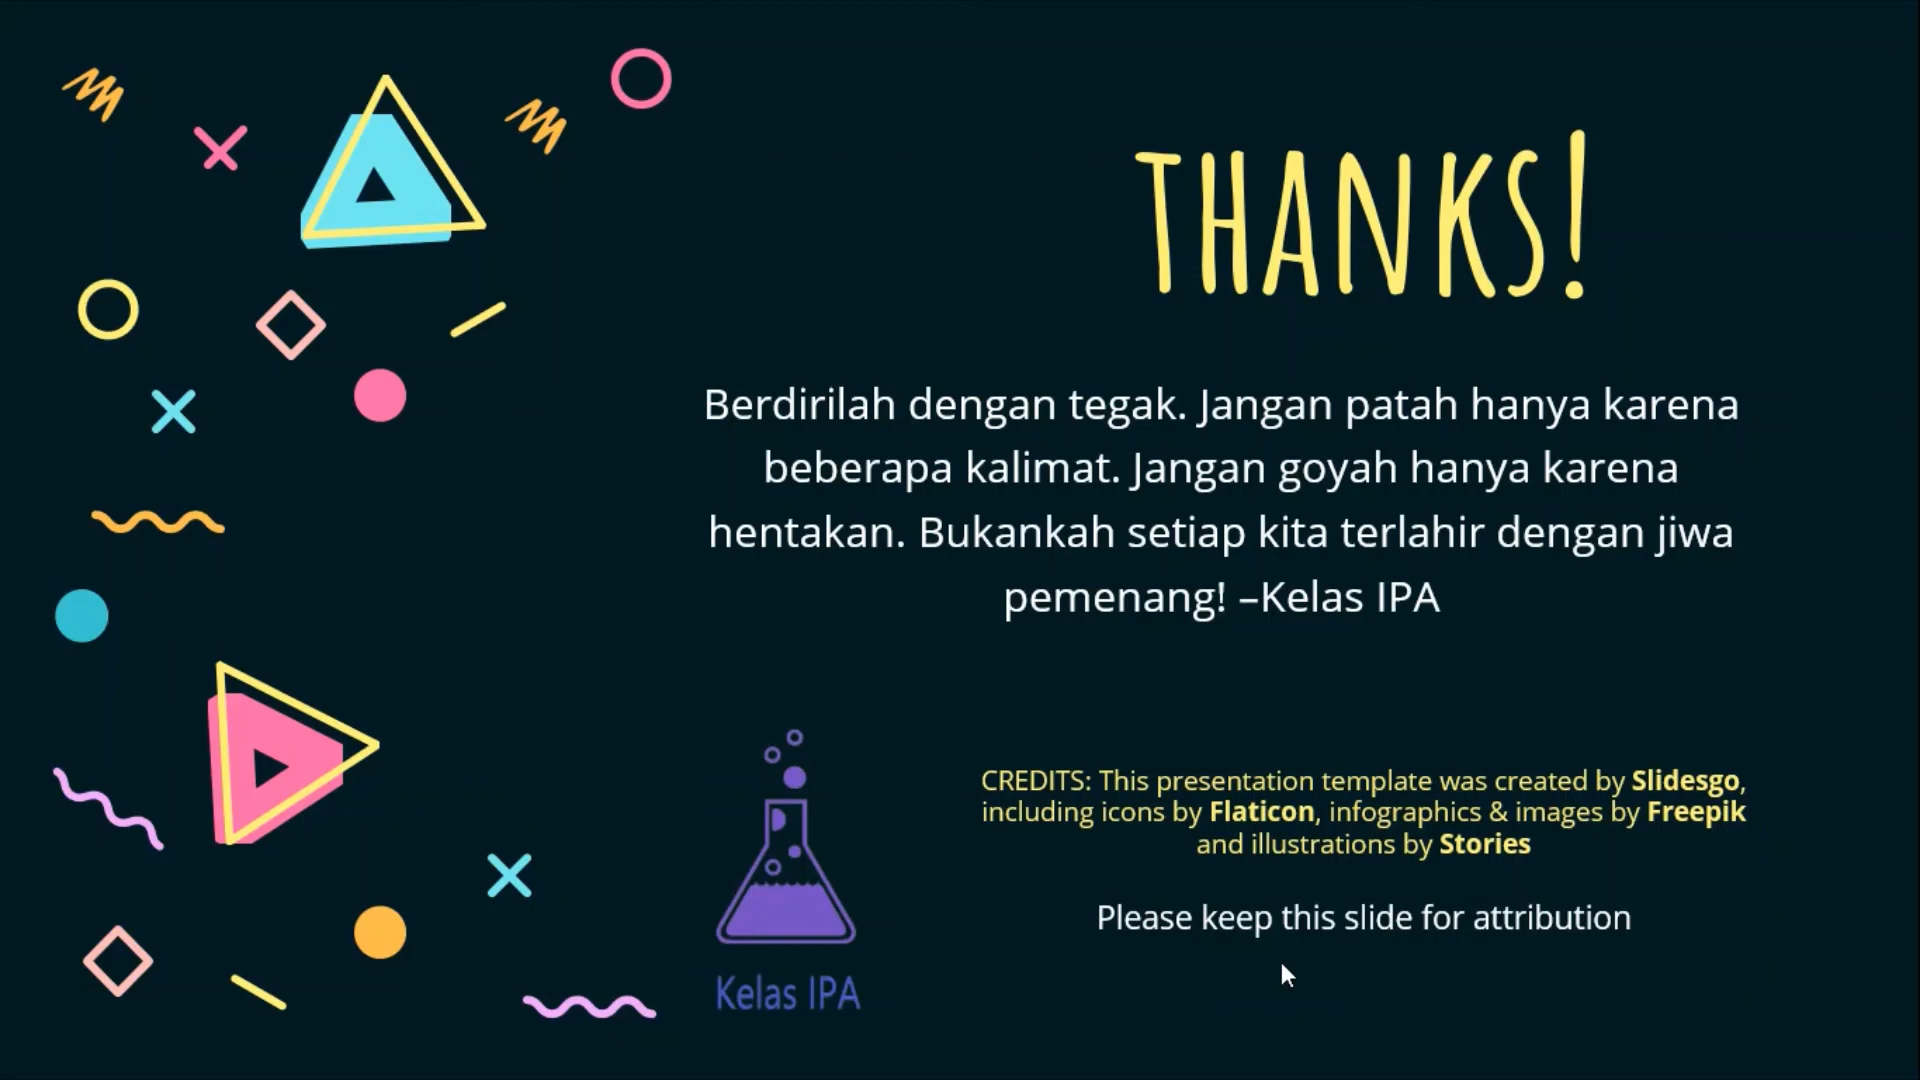 THANKS!
Berdirilah dengan tegak. Jangan patah hanya karena
beberapa kalimat. Jangan goyah hanya karena
hentakan. Bukankah setiap kita terlahir dengan jiwa
pemenang! –Kelas IPA
CREDITS: This presentation template was created by Slidesgo,
including icons by Flaticon, infographics & images by Freepik
and illustrations by Stories
Please keep this slide for attribution
Kelas IPA